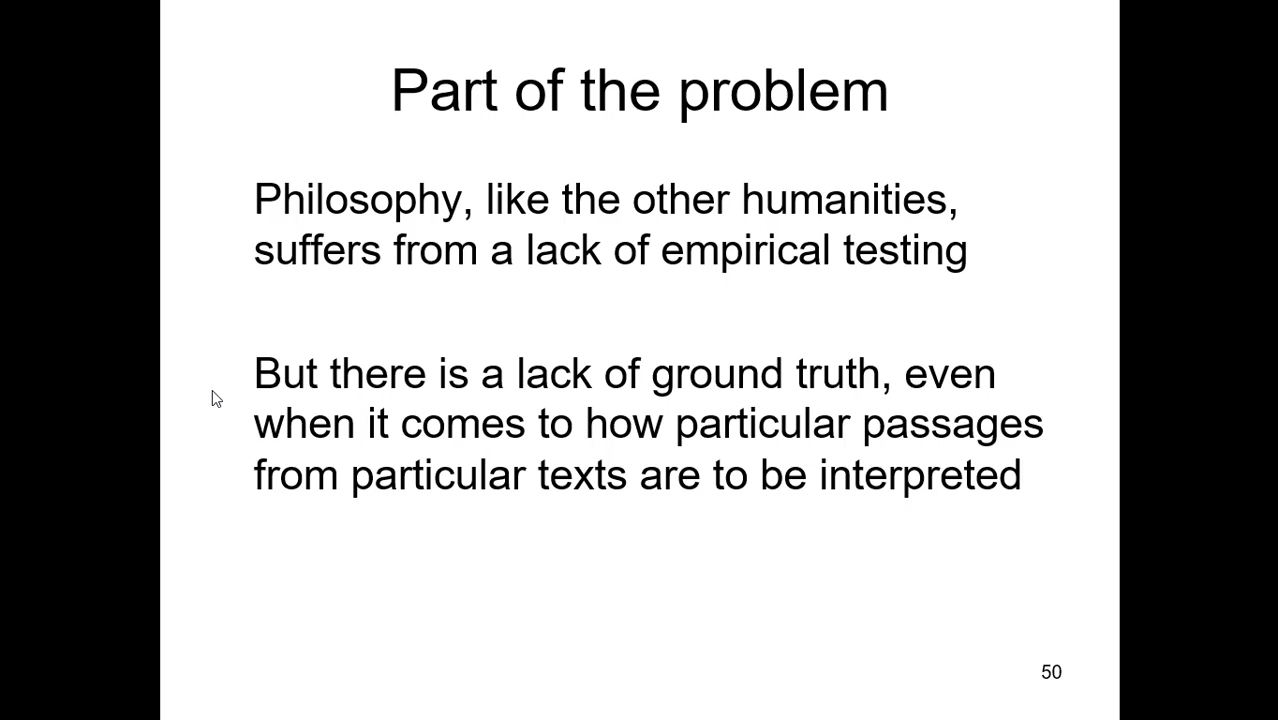 Part of the problem
Philosophy, like the other humanities,
suffers from a lack of empirical testing
But there is a lack of ground truth, even
when it comes to how particular passages
from particular texts are to be interpreted
50